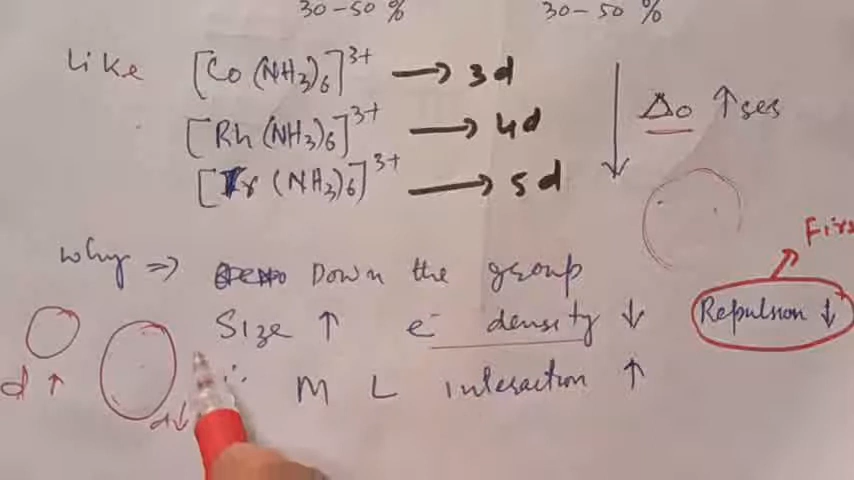 30-50 % 30-50 %
Like [Co(NH3)6]3+ → 3d
[Rh(NH3)6]3+ → 4d Δo ↑ses
[Ir(NH3)6]3+ → 5d
Why ⇒ Down the group
Firs
Size ↑ e- density ↓ Repulsion ↓
∴ M L interaction ↑
d ↑
d↓